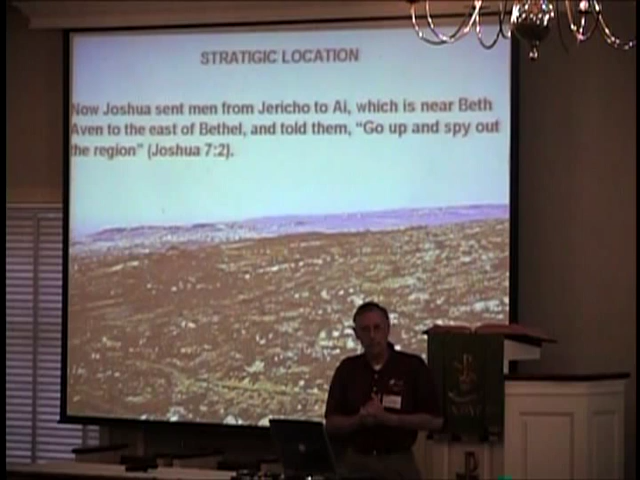 STRATIGIC LOCATION
Now Joshua sent men from Jericho to Ai, which is near Beth
Aven to the east of Bethel, and told them, “Go up and spy out
the region” (Joshua 7:2).